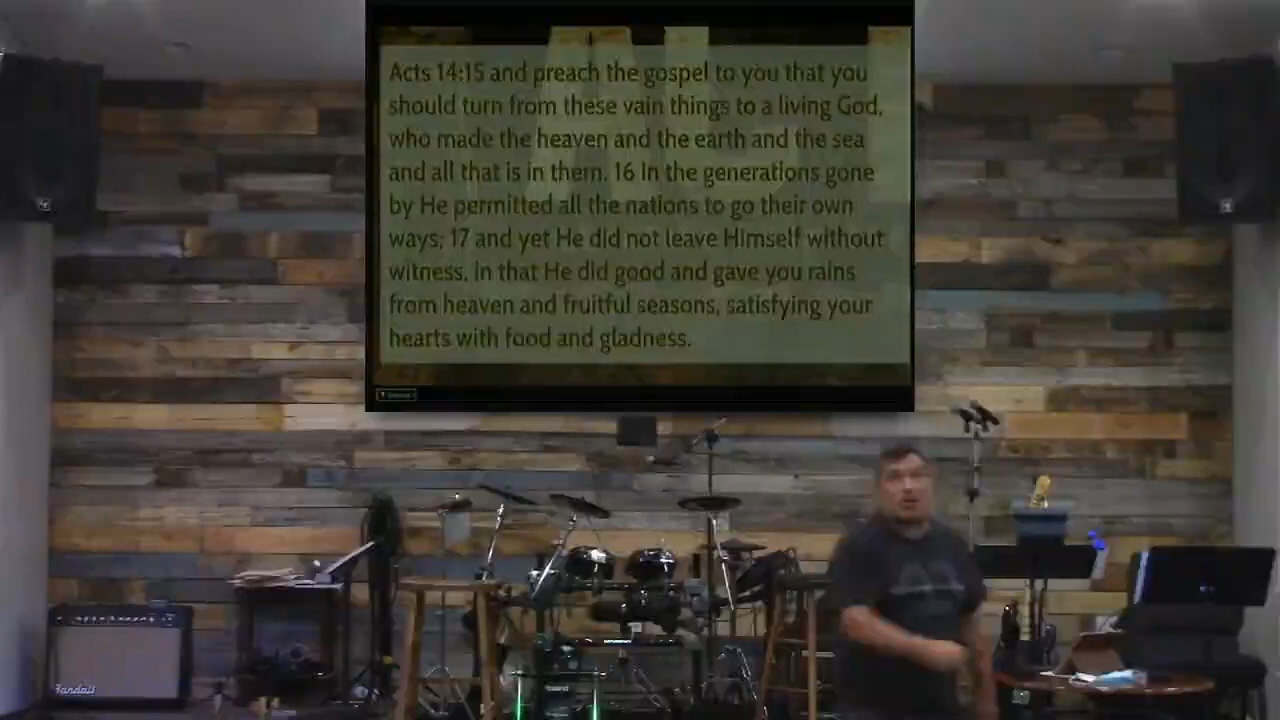 Acts 14:15 and preach the gospel to you that you
should turn from these vain things to a living God,
who made the heaven and the earth and the sea
and all that is in them. 16 In the generations gone
by He permitted all the nations to go their own
ways; 17 and yet He did not leave Himself without
witness, in that He did good and gave you rains
from heaven and fruitful seasons, satisfying your
hearts with food and gladness.
Randall
Roland